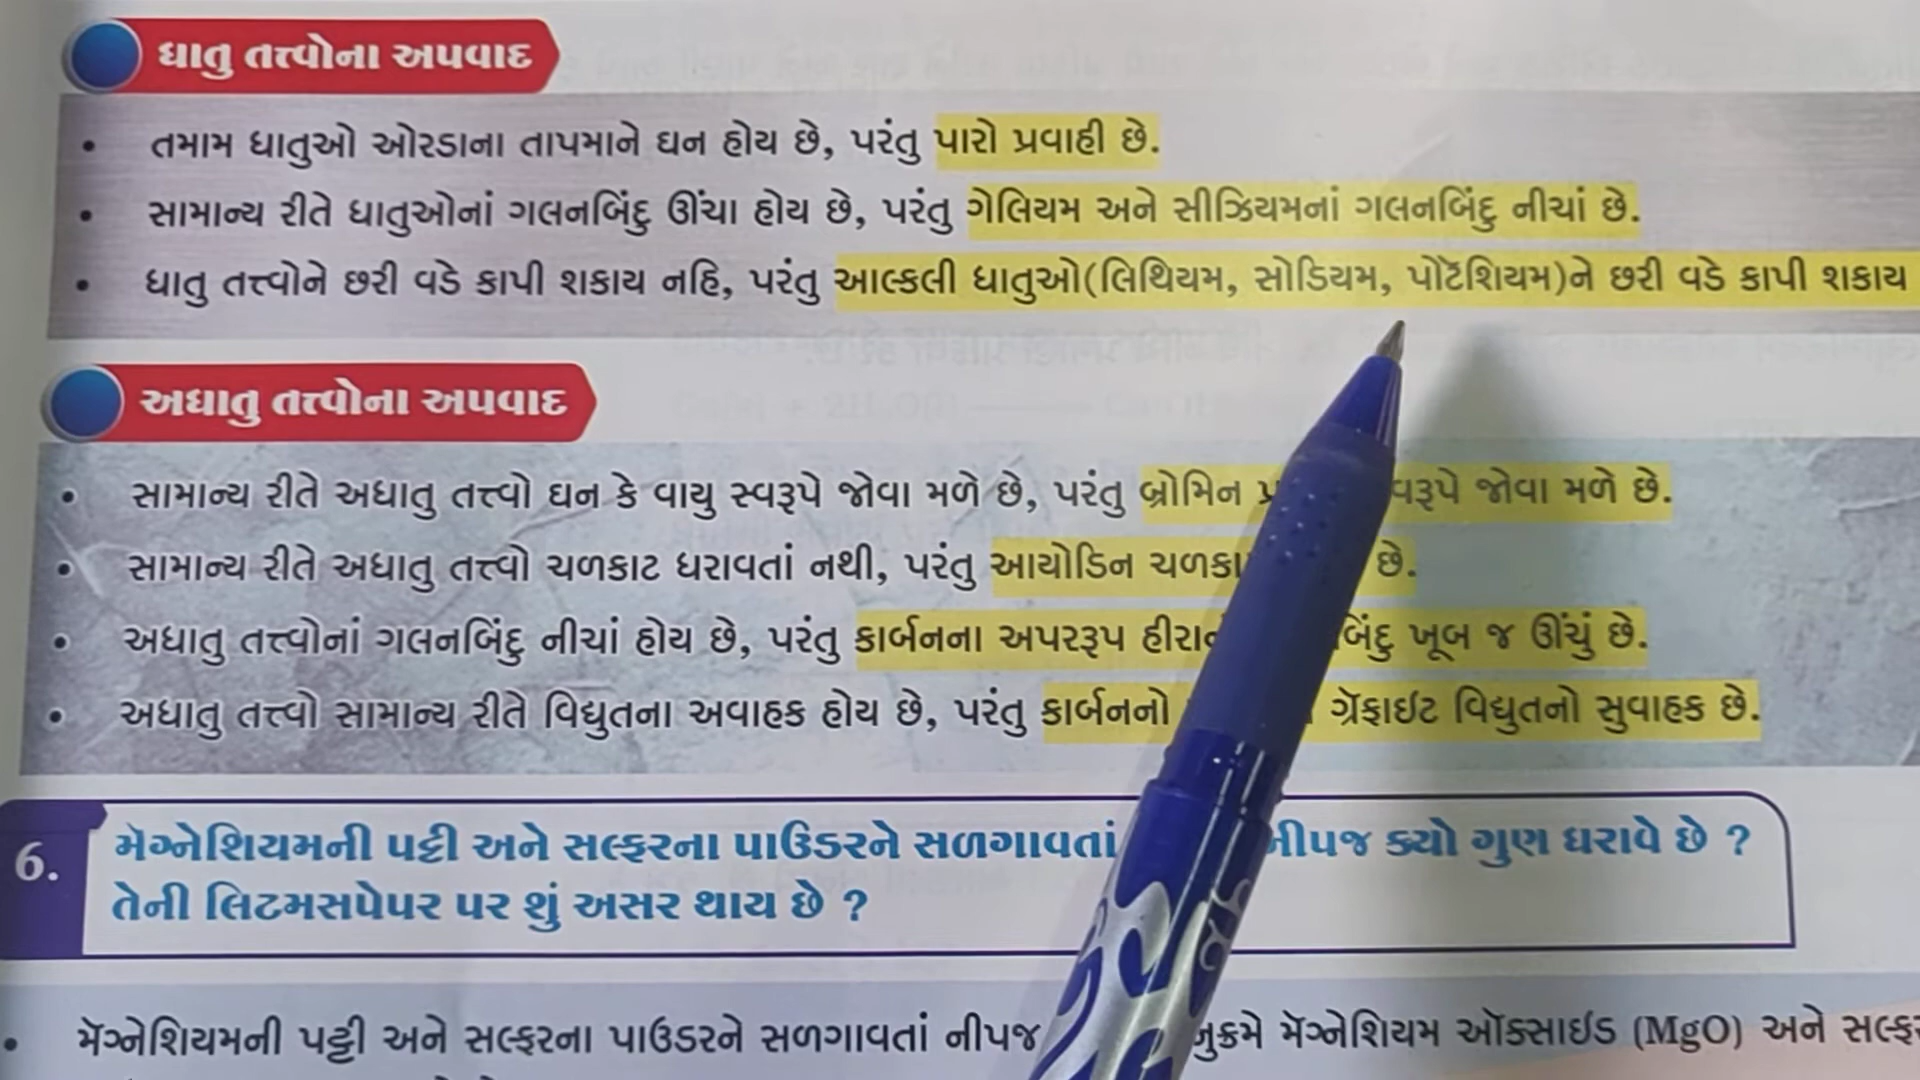 ધાતુ તત્ત્વોના અપવાદ
• તમામ ધાતુઓ ઓરડાના તાપમાને ઘન હોય છે, પરંતુ પારો પ્રવાહી છે.
• સામાન્ય રીતે ધાતુઓનાં ગલનબિંદુ ઊંચા હોય છે, પરંતુ ગેલિયમ અને સીઝિયમનાં ગલનબિંદુ નીચાં છે.
• ધાતુ તત્ત્વોને છરી વડે કાપી શકાય નહિ, પરંતુ આલ્કલી ધાતુઓ(લિથિયમ, સોડિયમ, પોટૅશિયમ)ને છરી વડે કાપી શકાય
અધાતુ તત્ત્વોના અપવાદ
• સામાન્ય રીતે અધાતુ તત્ત્વો ઘન કે વાયુ સ્વરૂપે જોવા મળે છે, પરંતુ બ્રોમિન જોવા મળે છે.
• સામાન્ય રીતે અધાતુ તત્ત્વો ચળકાટ ધરાવતાં નથી, પરંતુ આયોડિન છે.
• અધાતુ તત્ત્વોનાં ગલનબિંદુ નીચાં હોય છે, પરંતુ કાર્બનના અપરરૂપ ખૂબ જ ઊંચું છે.
• અધાતુ તત્ત્વો સામાન્ય રીતે વિદ્યુતના અવાહક હોય છે, પરંતુ કાર્બનનો ગ્રૅફાઈટ વિદ્યુતનો સુવાહક છે.
6. મૅગ્નેશિયમની પટ્ટી અને સલ્ફરના પાઉડરને સળગાવતાં નીપજ ક્યો ગુણ ધરાવે છે ?
તેની લિટમસપેપર પર શું અસર થાય છે ?
• મૅગ્નેશિયમની પટ્ટી અને સલ્ફરના પાઉડરને સળગાવતાં નીપજ મૅગ્નેશિયમ ઑક્સાઈડ (MgO) અને